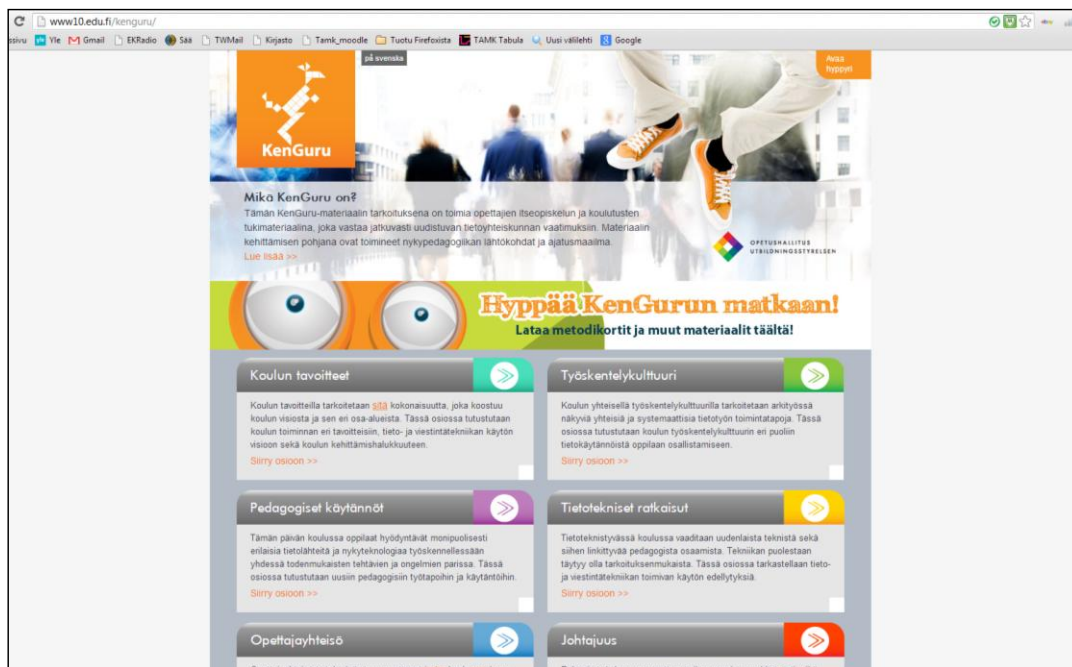 www10.edu.fi/kenguru/
ssivu Yle Gmail EKRadio Sää TWMail Kirjasto Tamk_moodle Tuotu Firefoxista TAMK Tabula Uusi välilehti Google
på svenska
Avaa
hyppyri
KenGuru
Mikä KenGuru on?
Tämän KenGuru-materiaalin tarkoituksena on toimia opettajien itseopiskelun ja koulutusten
tukimateriaalina, joka vastaa jatkuvasti uudistuvan tietoyhteiskunnan vaatimuksiin. Materiaalin
kehittämisen pohjana ovat toimineet nykypedagogiikan lähtökohdat ja ajatusmaailma.
Lue lisää >>
OPETUSHALLITUS
UTBILDNINGSSTYRELSEN
Hyppää KenGurun matkaan!
Lataa metodikortit ja muut materiaalit täältä!
Koulun tavoitteet
Koulun tavoitteilla tarkoitetaan sitä kokonaisuutta, joka koostuu
koulun visiosta ja sen eri osa-alueista. Tässä osiossa tutustutaan
koulun toiminnan eri tavoitteisiin, tieto- ja viestintätekniikan käytön
visioon sekä koulun kehittämishalukkuuteen.
Siirry osioon >>
Työskentelykulttuuri
Koulun yhteisellä työskentelykulttuurilla tarkoitetaan arkityössä
näkyviä yhteisiä ja systemaattisia tietotyön toimintatapoja. Tässä
osiossa tutustutaan koulun työskentelykulttuurin eri puoliin
tietokäytännöistä oppilaan osallistamiseen.
Siirry osioon >>
Pedagogiset käytännöt
Tämän päivän koulussa oppilaat hyödyntävät monipuolisesti
erilaisia tietolähteitä ja nykyteknologiaa työskennellessään
yhdessä todenmukaisten tehtävien ja ongelmien parissa. Tässä
osiossa tutustutaan uusiin pedagogisiin työtapoihin ja käytäntöihin.
Siirry osioon >>
Tietotekniset ratkaisut
Tietoteknistyvässä koulussa vaaditaan uudenlaista teknistä sekä
siihen linkittyvää pedagogista osaamista. Tekniikan puolestaan
täytyy olla tarkoituksenmukaista. Tässä osiossa tarkastellaan tieto-
ja viestintätekniikan toimivan käytön edellytyksiä.
Siirry osioon >>
Opettajayhteisö
Johtajuus